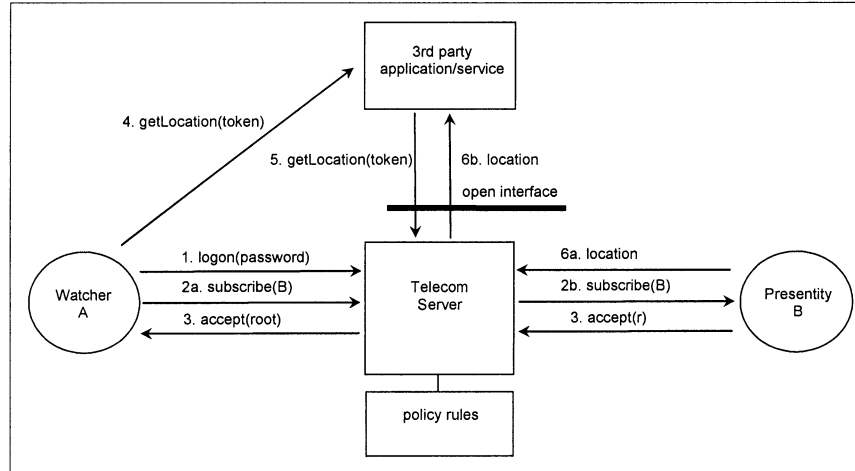 3rd party
application/service
4. getLocation(token)
5. getLocation(token)
6b. location
open interface
1. logon(password)
2a. subscribe(B)
3. accept(root)
Watcher
A
Telecom
Server
6a. location
2b. subscribe(B)
3. accept(r)
Presentity
B
policy rules